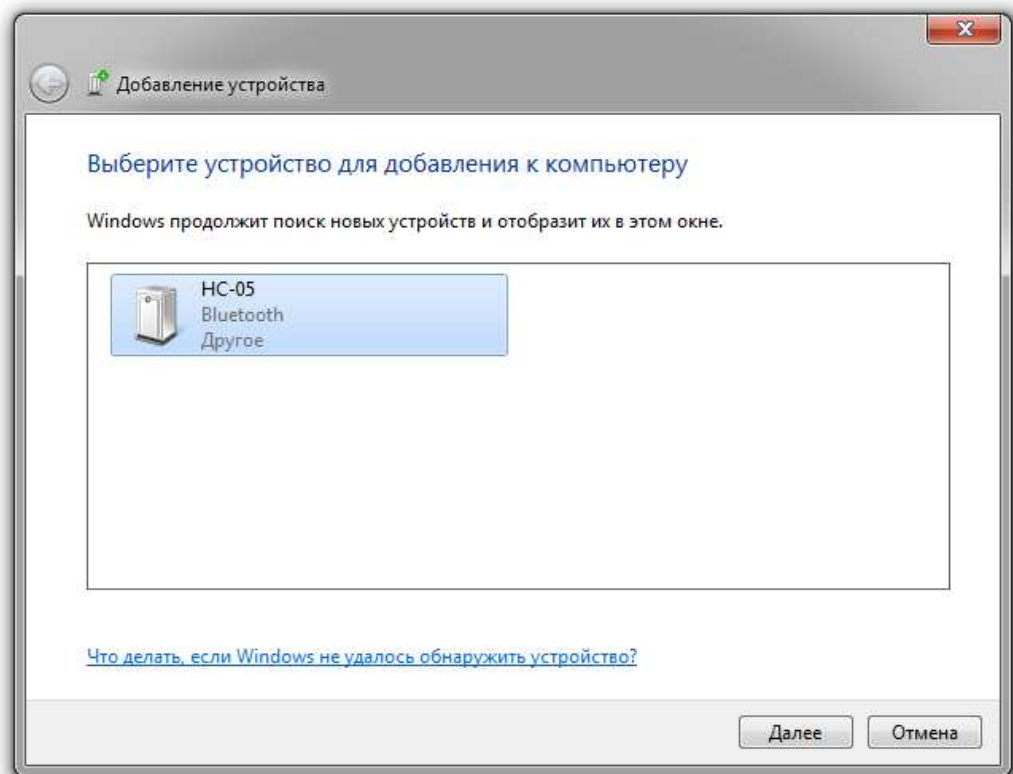 Добавление устройства
Выберите устройство для добавления к компьютеру
Windows продолжит поиск новых устройств и отобразит их в этом окне.
HC-05
Bluetooth
Другое
Что делать, если Windows не удалось обнаружить устройство?
Далее
Отмена